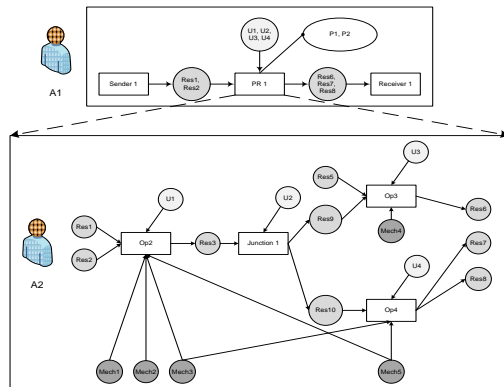 U1, U2,
U3, U4
P1, P2
A1
Sender 1
Res1,
Res2
PR 1
Res6,
Res7,
Res8
Receiver 1
U3
Res5
U1
U2
Op3
Res6
Res1
Res9
Mech4
Op2
Res3
Junction 1
Res7
Res2
U4
A2
Res8
Res10
Op4
Mech1
Mech2
Mech3
Mech5